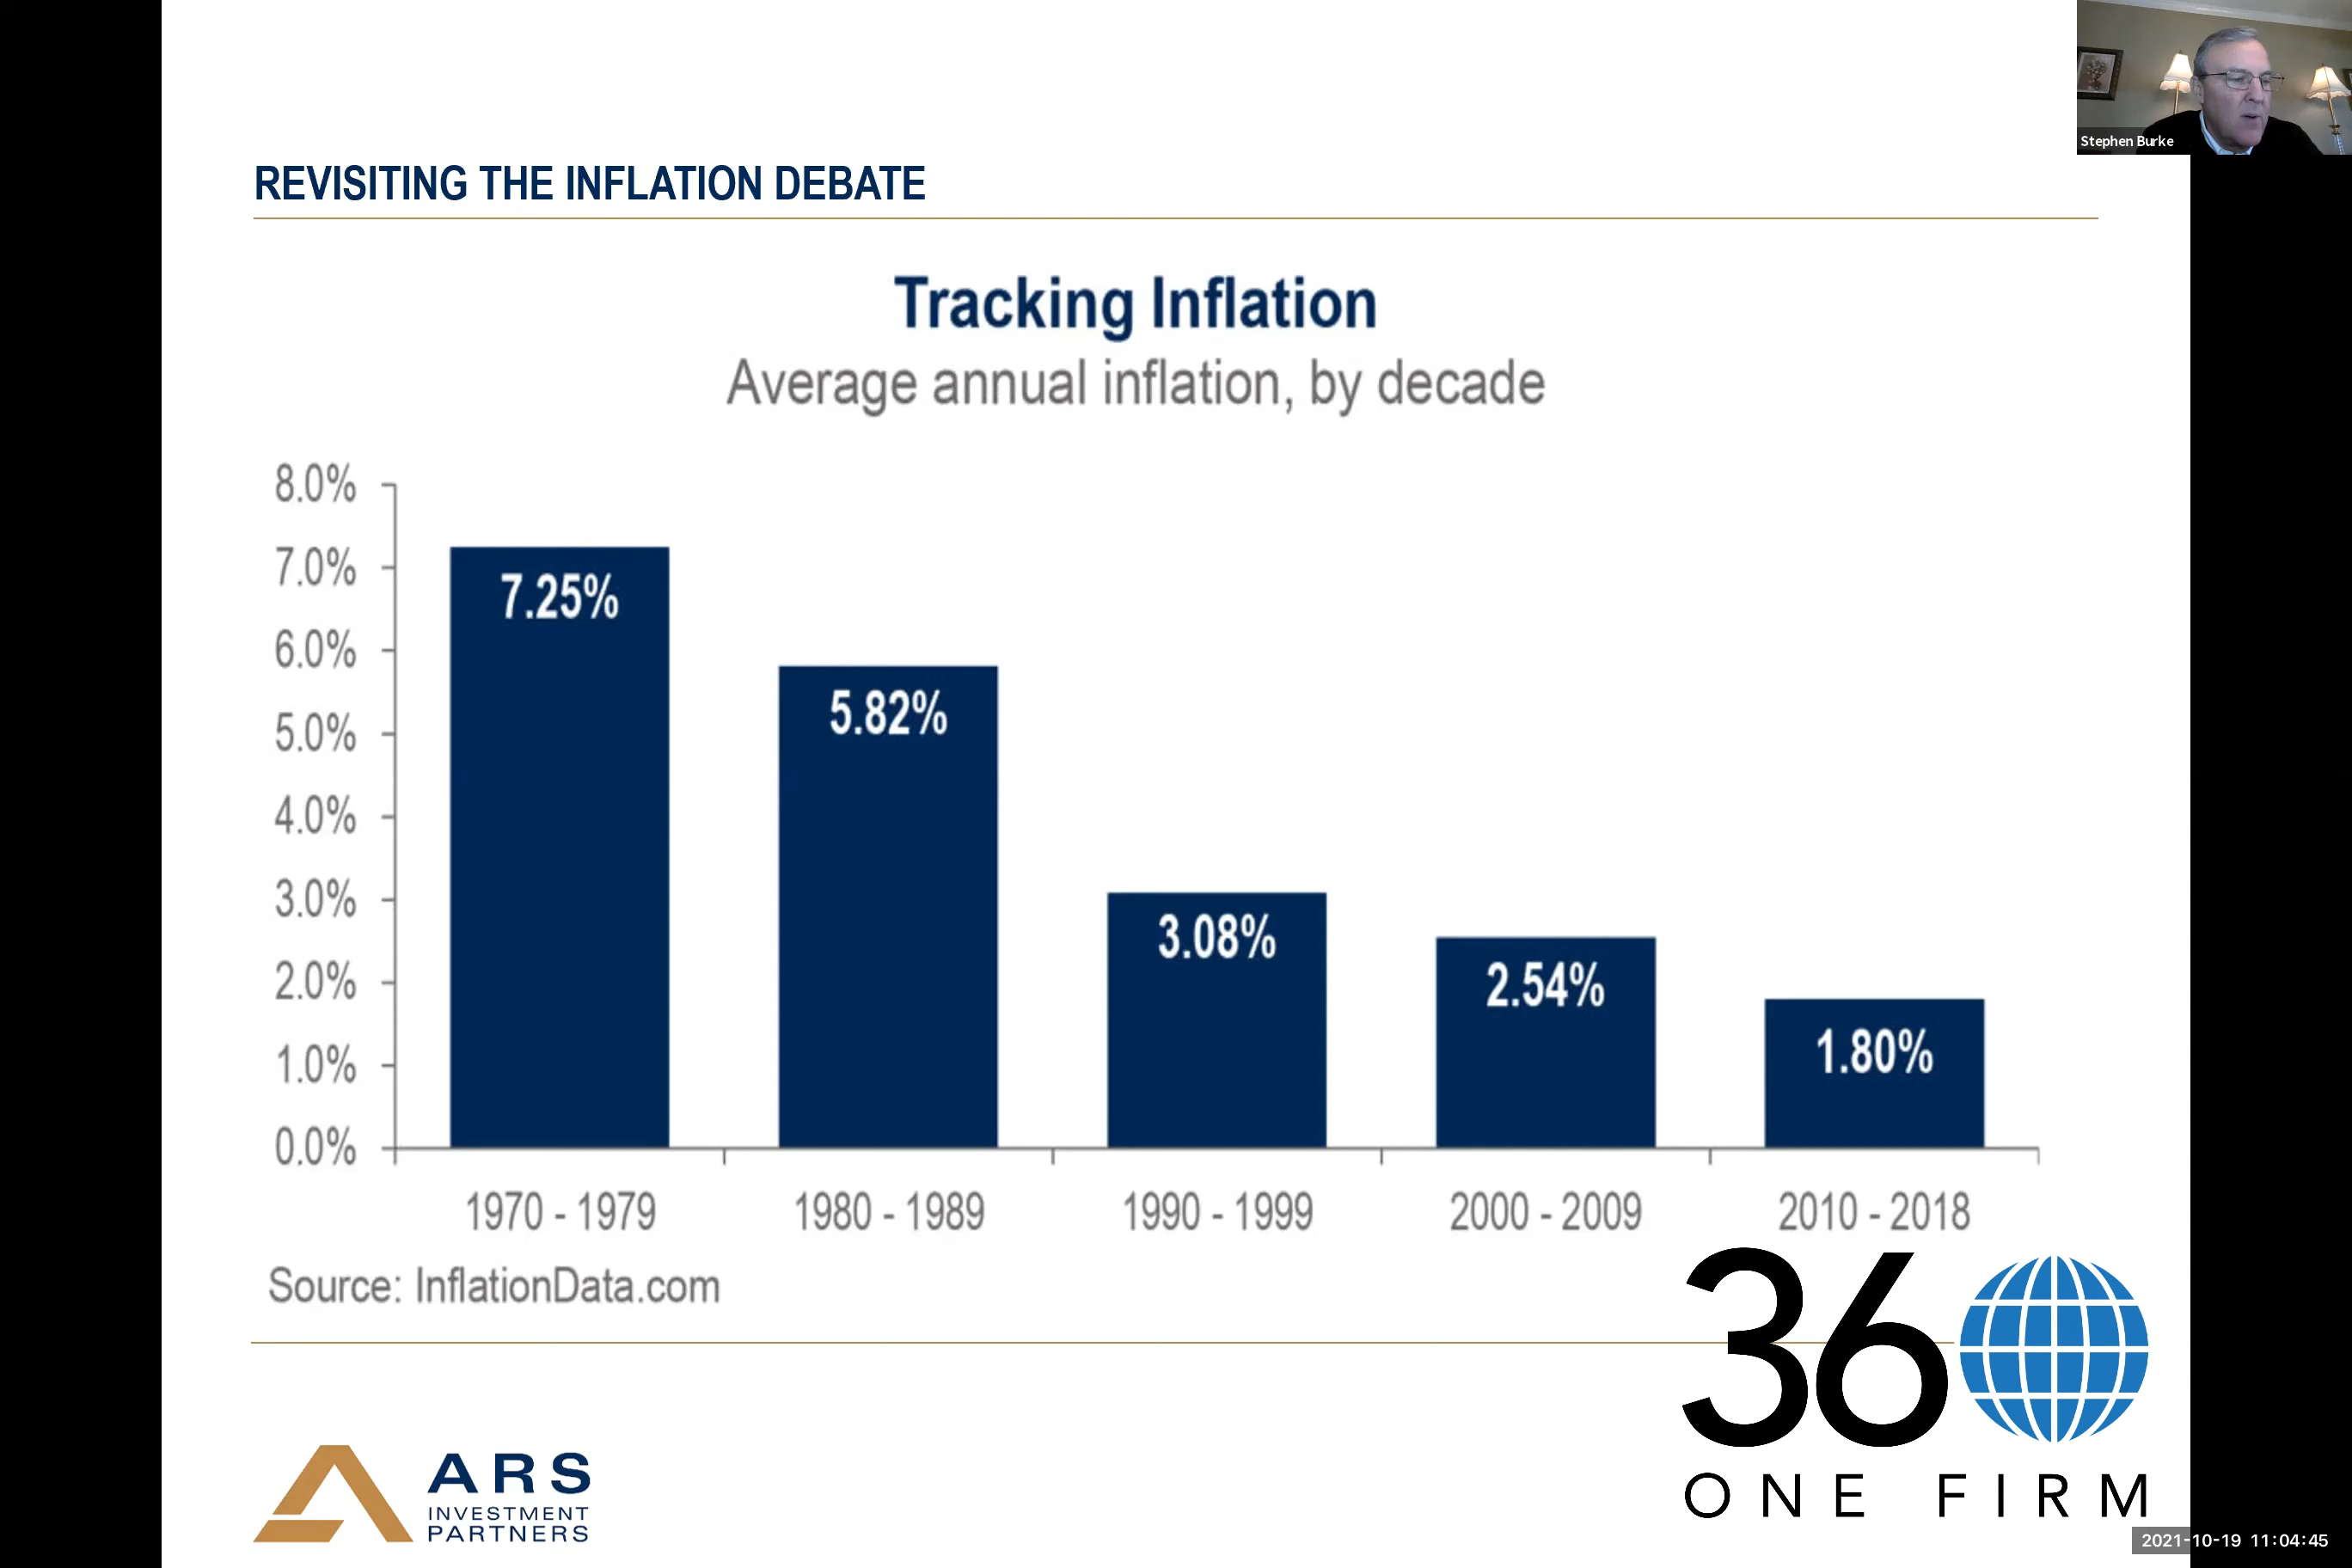 Stephen Burke
REVISITING THE INFLATION DEBATE
Tracking Inflation
Average annual inflation, by decade
8.0%
7.0%
6.0%
5.0%
4.0%
3.0%
2.0%
1.0%
0.0%
7.25%
5.82%
3.08%
2.54%
1.80%
1970 - 1979
1980 - 1989
1990 - 1999
2000 - 2009
2010 - 2018
Source: InflationData.com
36
ONE FIRM
ARS
INVESTMENT
PARTNERS
2021-10-19 11:04:45